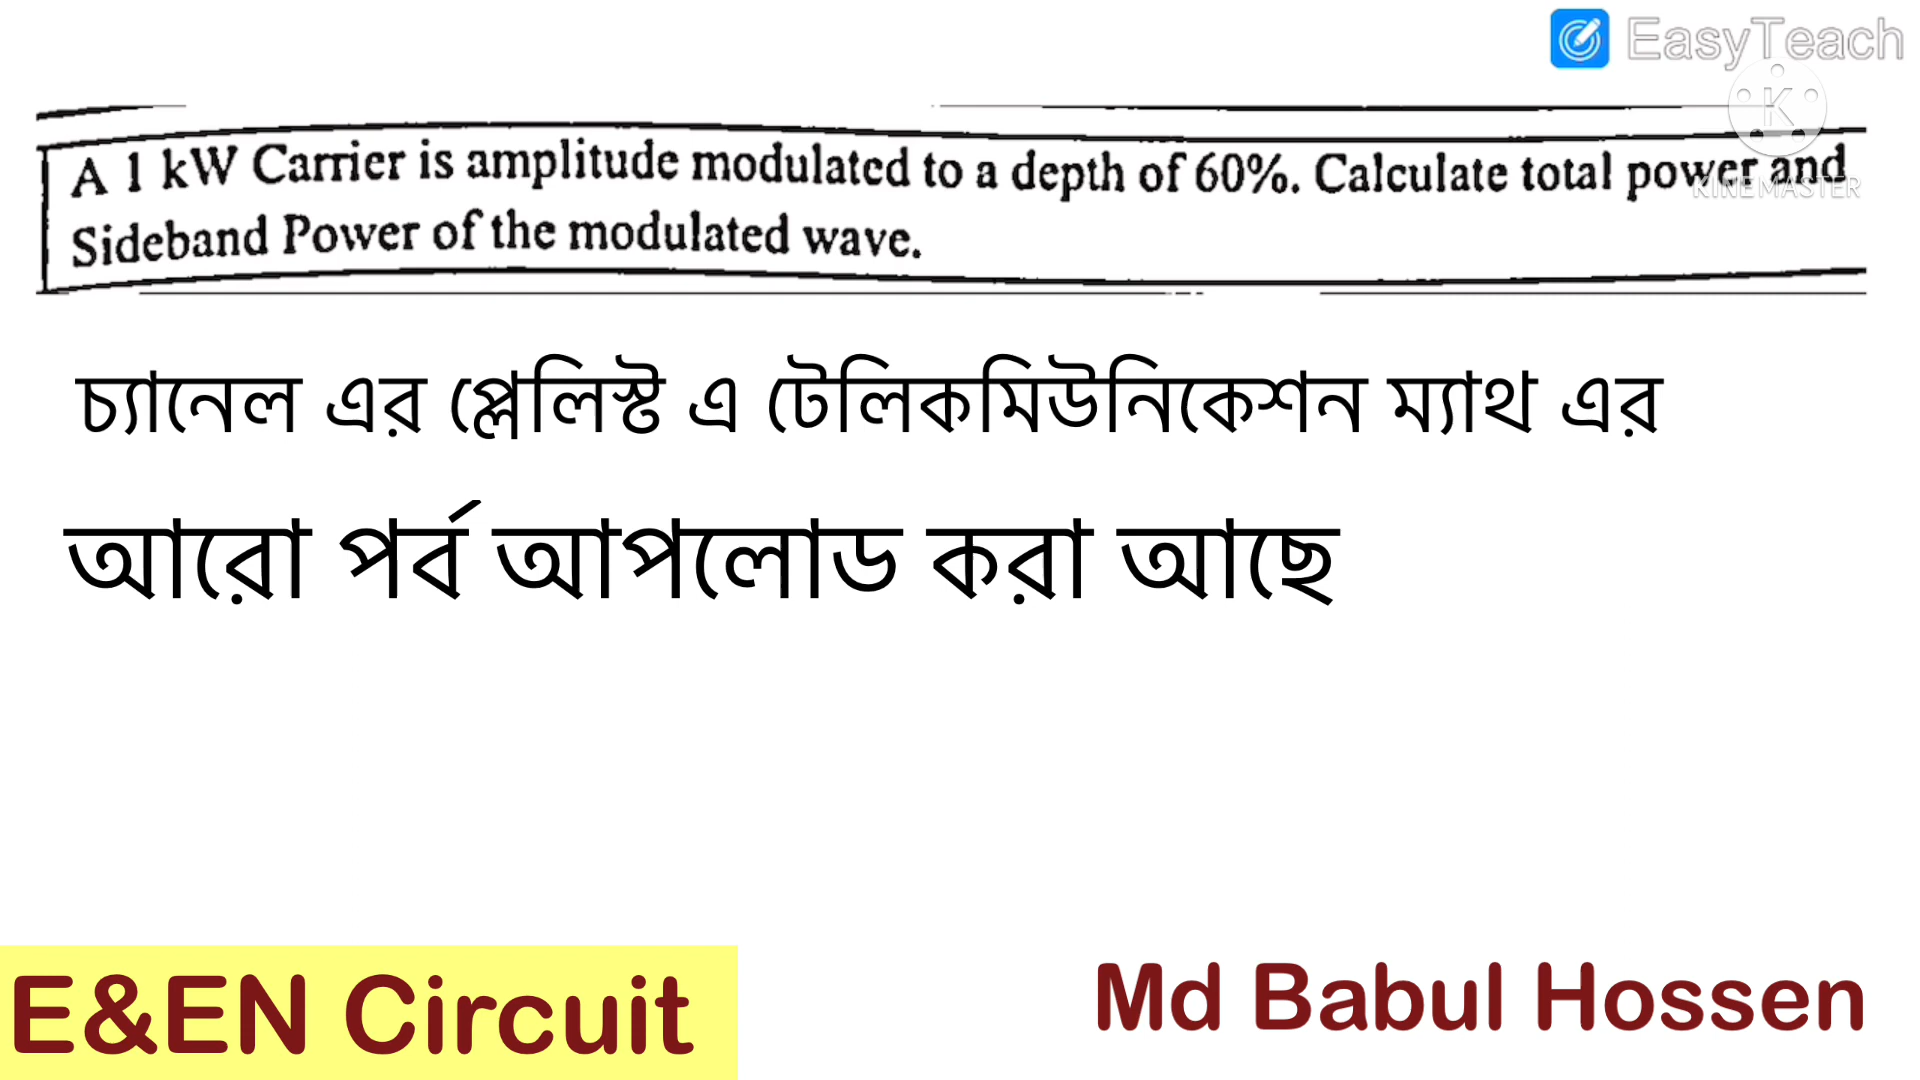 EasyTeach
A 1 kW Carrier is amplitude modulated to a depth of 60%. Calculate total power and
KINEMASTER
Sideband Power of the modulated wave.
চ্যানেল এর প্লেলিস্ট এ টেলিকমিউনিকেশন ম্যাথ এর
আরো পর্ব আপলোড করা আছে
E&EN Circuit
Md Babul Hossen